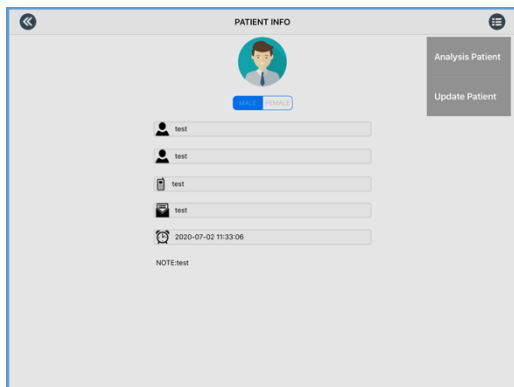 PATIENT INFO
Analysis Patient
Update Patient
MALE FEMALE
test
test
test
test
2020-07-02 11:33:06
NOTE:test